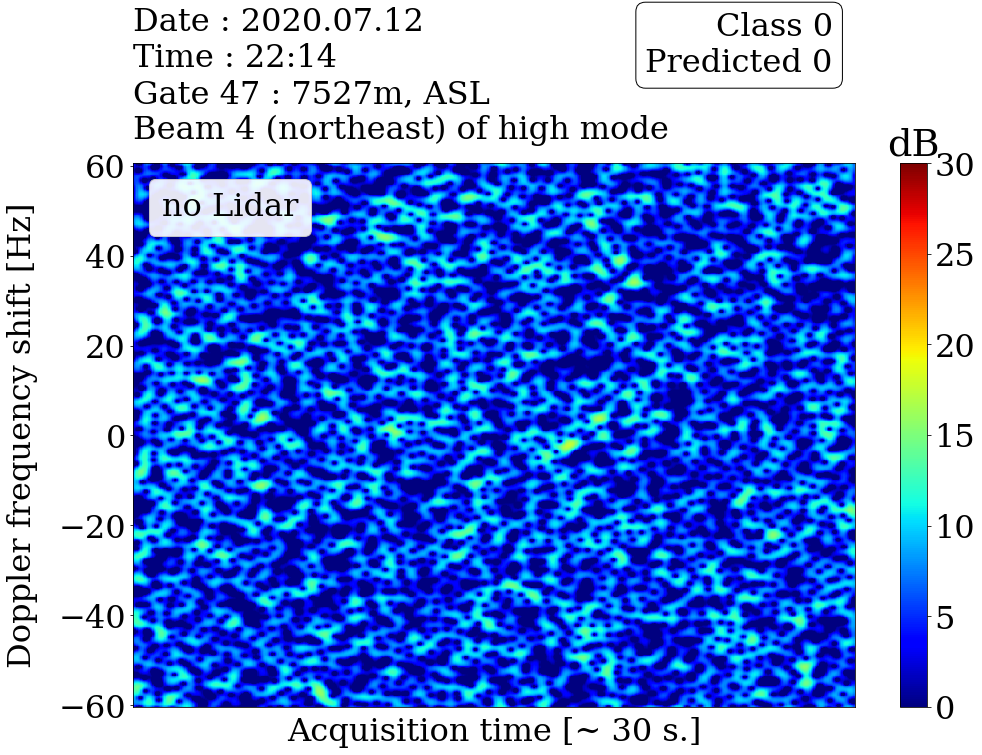 Date : 2020.07.12
Time : 22:14
Gate 47 : 7527m, ASL
Beam 4 (northeast) of high mode
Class 0
Predicted 0
dB
no Lidar
Doppler frequency shift [Hz]
60
40
20
0
−20
−40
−60
30
25
20
15
10
5
0
Acquisition time [~ 30 s.]